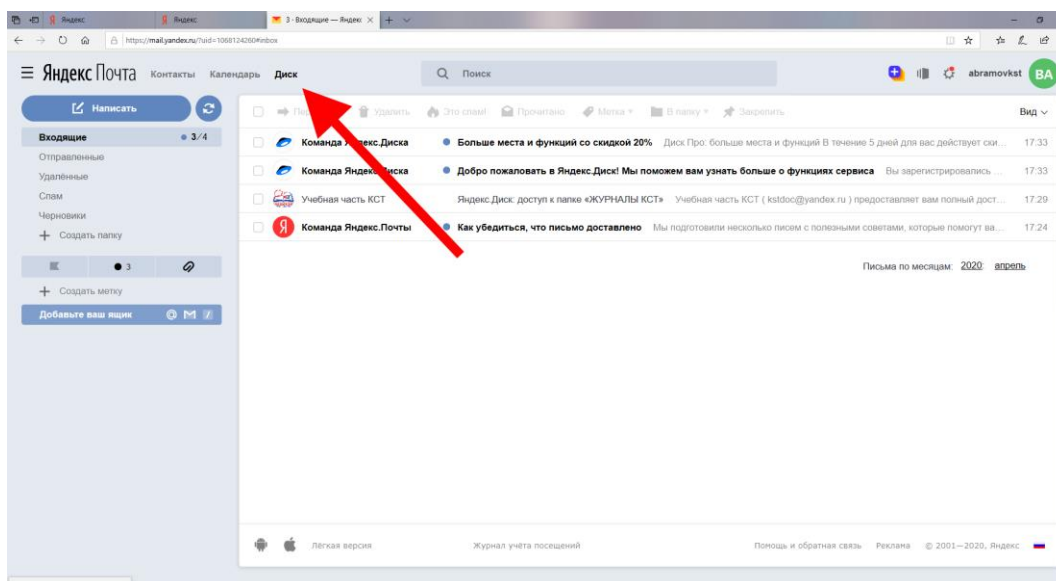 Яндекс
Яндекс
3 · Входящие — Яндекс
https://mail.yandex.ru/?uid=1068124260#inbox
Яндекс Почта Контакты Календарь Диск
Поиск
abramovkst
ВА
Написать
Удалить Это спам! Прочитано Метка В папку Закрепить
Вид
Входящие 3/4
Отправленные
Удалённые
Спам
Черновики
Создать папку
3
Создать метку
Добавьте ваш ящик
Команда Яндекс.Диска Больше места и функций со скидкой 20% Диск Про: больше места и функций В течение 5 дней для вас действует ски... 17:33
Команда Яндекс.Диска Добро пожаловать в Яндекс.Диск! Мы поможем вам узнать больше о функциях сервиса Вы зарегистрировались ... 17:33
Учебная часть КСТ Яндекс.Диск: доступ к папке «ЖУРНАЛЫ КСТ» Учебная часть КСТ ( kstdoc@yandex.ru ) предоставляет вам полный дост... 17:29
Я Команда Яндекс.Почты Как убедиться, что письмо доставлено Мы подготовили несколько писем с полезными советами, которые помогут ва... 17:24
Письма по месяцам: 2020: апрель
Лёгкая версия Журнал учёта посещений Помощь и обратная связь Реклама © 2001—2020, Яндекс